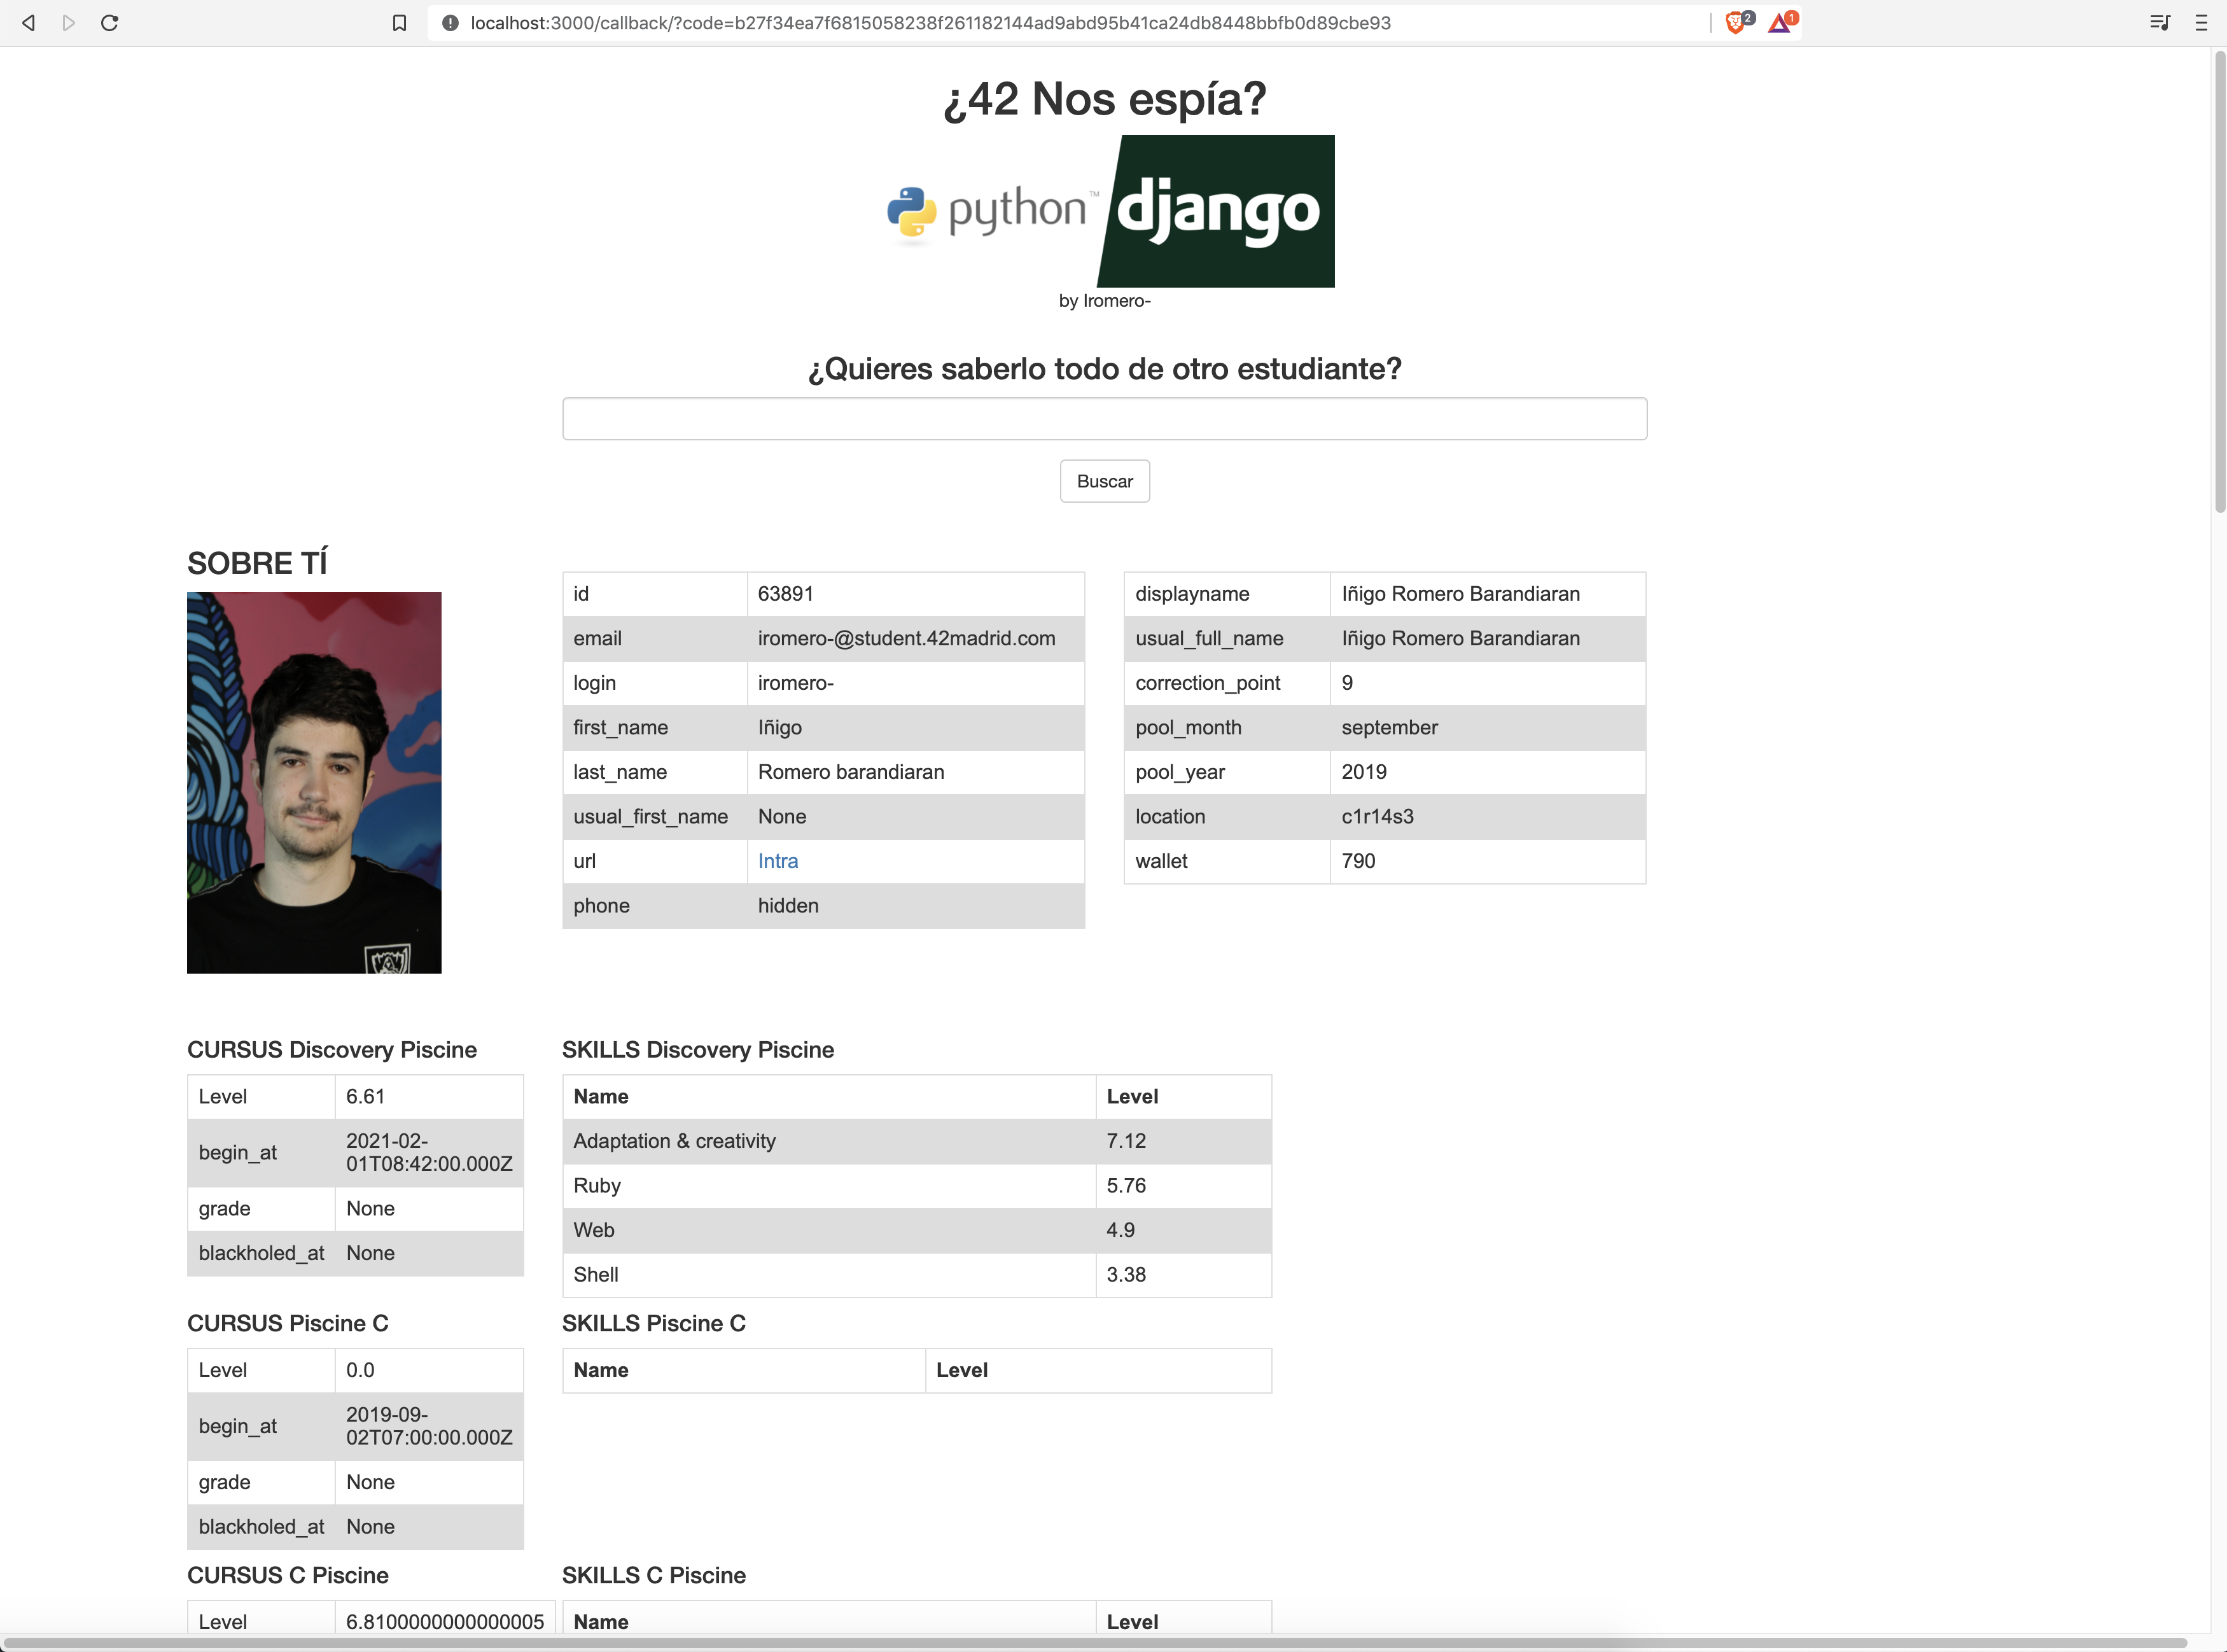 localhost:3000/callback/?code=b27f34ea7f6815058238f261182144ad9abd95b41ca24db8448bbfb0d89cbe93
2
1
¿42 Nos espía?
python™ django
by Iromero-
¿Quieres saberlo todo de otro estudiante?
Buscar
SOBRE TÍ
id 63891
email iromero-@student.42madrid.com
login iromero-
first_name Iñigo
last_name Romero barandiaran
usual_first_name None
url Intra
phone hidden
displayname Iñigo Romero Barandiaran
usual_full_name Iñigo Romero Barandiaran
correction_point 9
pool_month september
pool_year 2019
location c1r14s3
wallet 790
CURSUS Discovery Piscine
Level 6.61
begin_at 2021-02-
01T08:42:00.000Z
grade None
blackholed_at None
SKILLS Discovery Piscine
Name Level
Adaptation & creativity 7.12
Ruby 5.76
Web 4.9
Shell 3.38
CURSUS Piscine C
Level 0.0
begin_at 2019-09-
02T07:00:00.000Z
grade None
blackholed_at None
SKILLS Piscine C
Name Level
CURSUS C Piscine
Level 6.8100000000000005
SKILLS C Piscine
Name Level